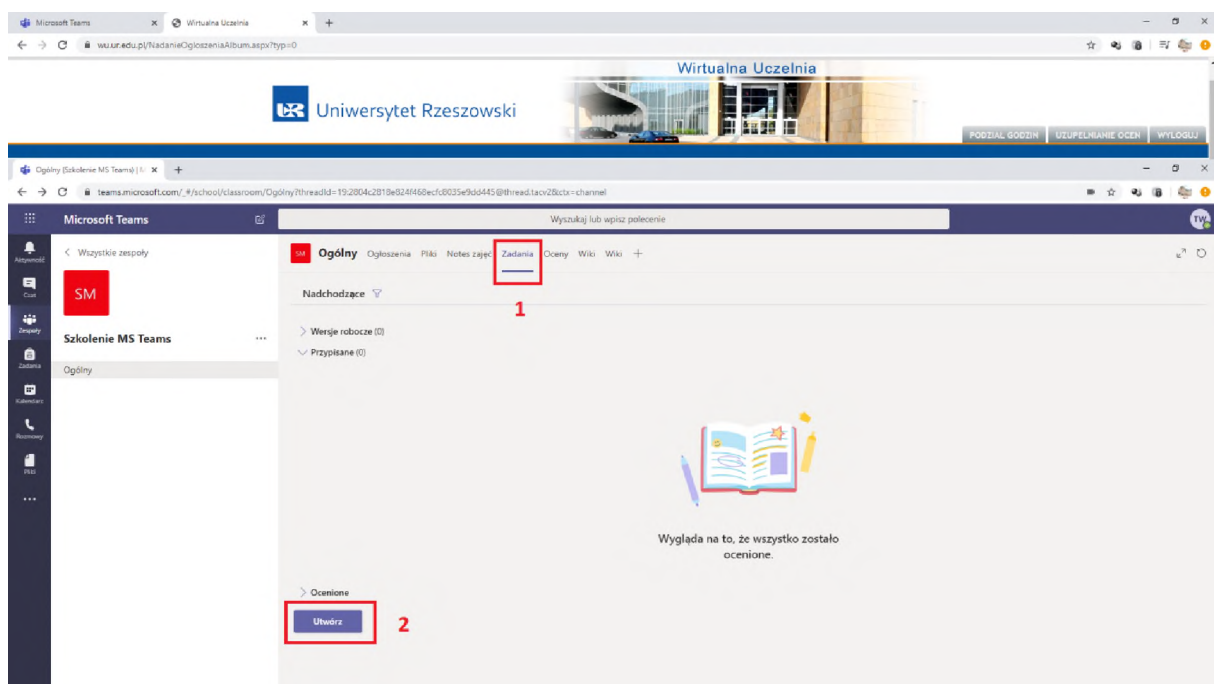 Microsoft Teams
Wirtualna Uczelnia
wu.ur.edu.pl/NadanieOgloszeniaAlbum.aspx?typ=0
Wirtualna Uczelnia
UR Uniwersytet Rzeszowski
PODZIAŁ GODZIN UZUPEŁNIANIE OCEN WYLOGUJ
Ogólny (Szkolenie MS Teams) | M
teams.microsoft.com/_#/school/classroom/Ogólny?threadId=19:2804c2818e824f468ecfc8035e9dd445@thread.tacv2&ctx=channel
Microsoft Teams
Wyszukaj lub wpisz polecenie
TW
Aktywność
Czat
Zespoły
Zadania
Kalendarz
Rozmowy
Pliki
Wszystkie zespoły
SM
Szkolenie MS Teams
Ogólny
SM Ogólny Ogłoszenia Pliki Notes zajęć Zadania Oceny Wiki Wiki
1
Nadchodzące
Wersje robocze (0)
Przypisane (0)
Wygląda na to, że wszystko zostało
ocenione.
Ocenione
Utwórz
2